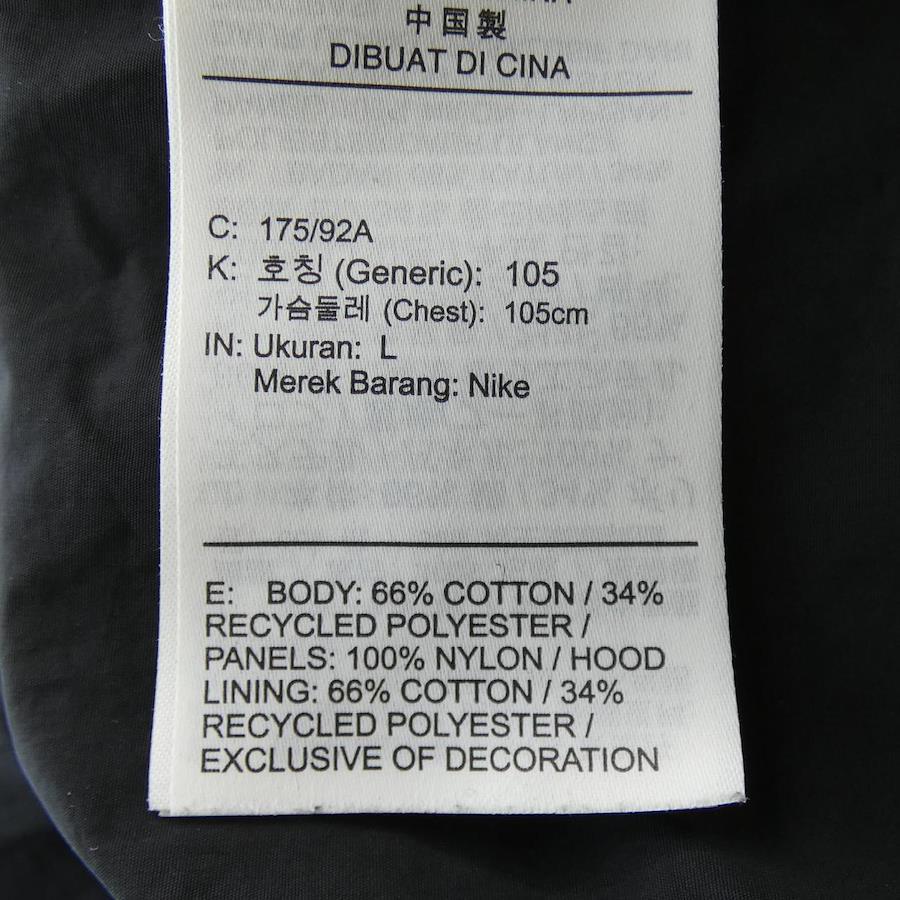 中国製
DIBUAT DI CINA
C: 175/92A
K: 호칭 (Generic): 105
가슴둘레 (Chest): 105cm
IN: Ukuran: L
Merek Barang: Nike
E: BODY: 66% COTTON / 34%
RECYCLED POLYESTER /
PANELS: 100% NYLON / HOOD
LINING: 66% COTTON / 34%
RECYCLED POLYESTER /
EXCLUSIVE OF DECORATION